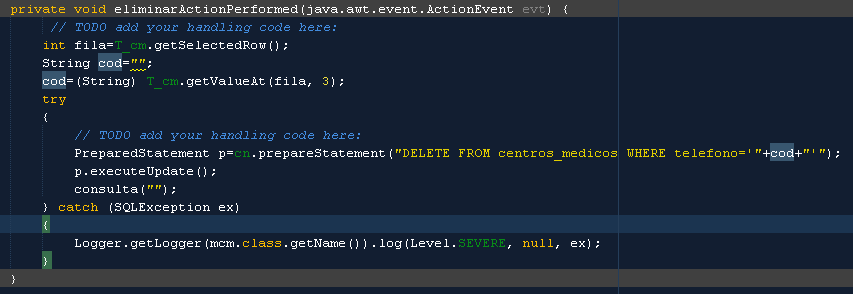 private void eliminarActionPerformed(java.awt.event.ActionEvent evt) {
// TODO add your handling code here:
int fila=T_cm.getSelectedRow();
String cod="";
cod=(String) T_cm.getValueAt(fila, 3);
try
{
// TODO add your handling code here:
PreparedStatement p=cn.prepareStatement("DELETE FROM centros_medicos WHERE telefono='"+cod+"'");
p.executeUpdate();
consulta("");
} catch (SQLException ex)
{
Logger.getLogger(mcm.class.getName()).log(Level.SEVERE, null, ex);
}
}